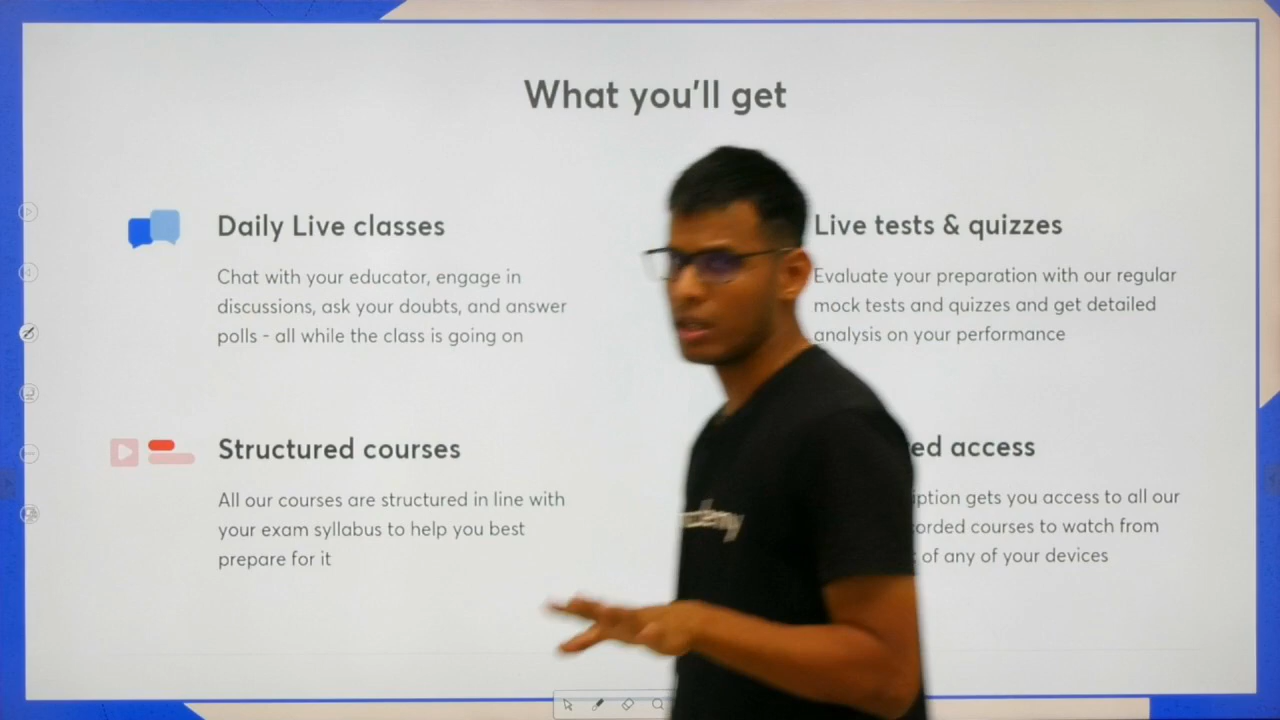 What you'll get
Daily Live classes
Chat with your educator, engage in
discussions, ask your doubts, and answer
polls - all while the class is going on
Live tests & quizzes
Evaluate your preparation with our regular
mock tests and quizzes and get detailed
analysis on your performance
Structured courses
All our courses are structured in line with
your exam syllabus to help you best
prepare for it
ed access
iption gets you access to all our
orded courses to watch from
of any of your devices